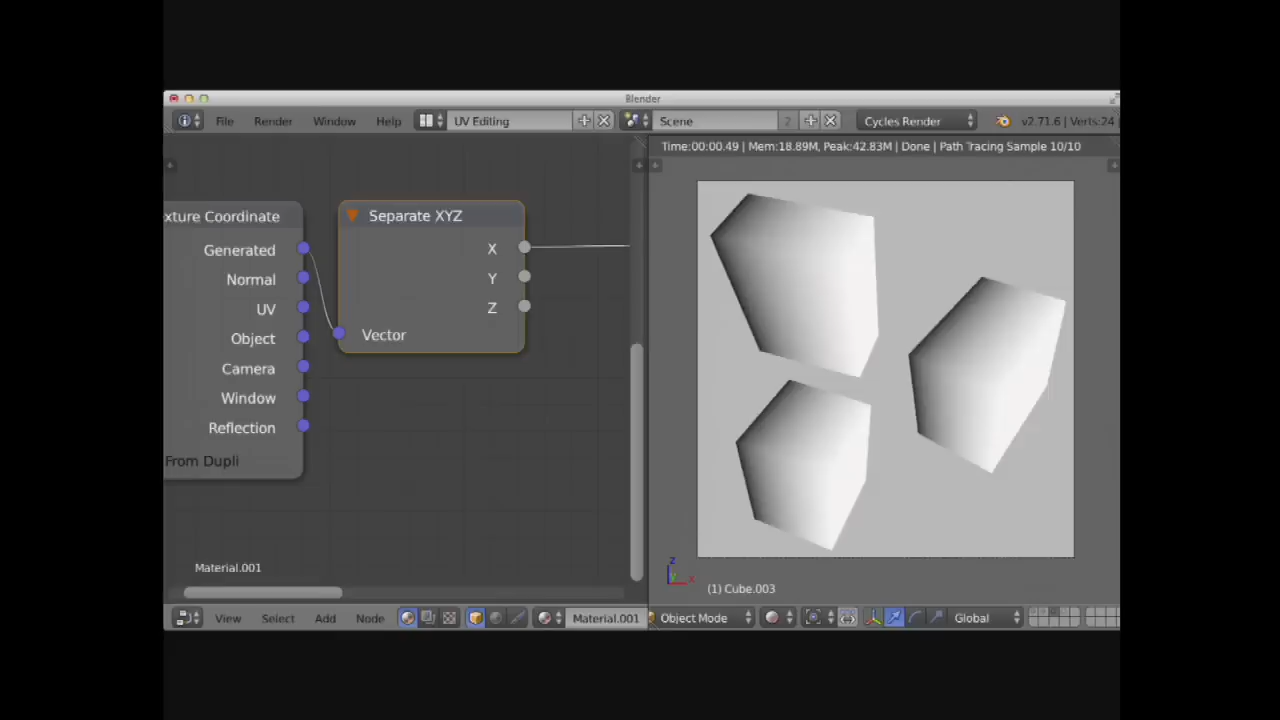 Blender
File Render Window Help UV Editing Scene 2 Cycles Render v2.71.6 | Verts:24
Time:00:00.49 | Mem:18.89M, Peak:42.83M | Done | Path Tracing Sample 10/10
xture Coordinate
Generated
Normal
UV
Object
Camera
Window
Reflection
From Dupli
Separate XYZ
X
Y
Z
Vector
Material.001
z
y
x
(1) Cube.003
View Select Add Node Material.001
Object Mode Global